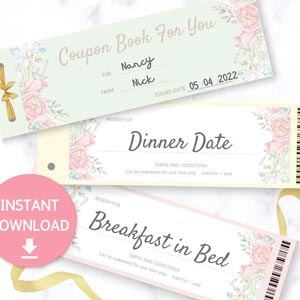 Coupon Book For You
FOR Nancy
FROM Nick
ISSUED DATE 05 04 2022
REDEEM FOR
Dinner Date
TERMS AND CONDITIONS
Can be redeemed for one time only Valid for 1 year
REDEEM FOR
Breakfast in Bed
TERMS AND CONDITIONS
Can be redeemed for one time only Valid for 1 year
INSTANT
DOWNLOAD